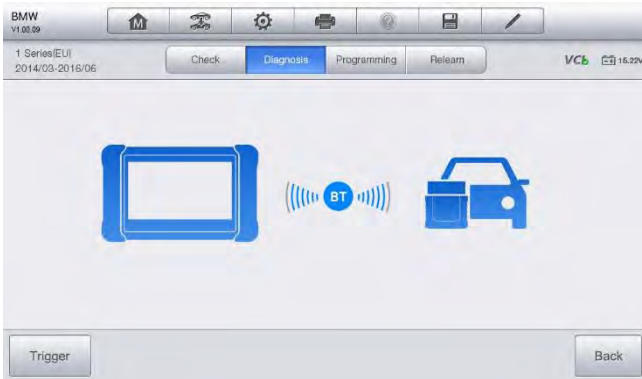 BMW
V1.00.09
M
1 Series(EU)
2014/03-2016/06
Check
Diagnosis
Programming
Relearn
VCI
15.22V
BT
Trigger
Back